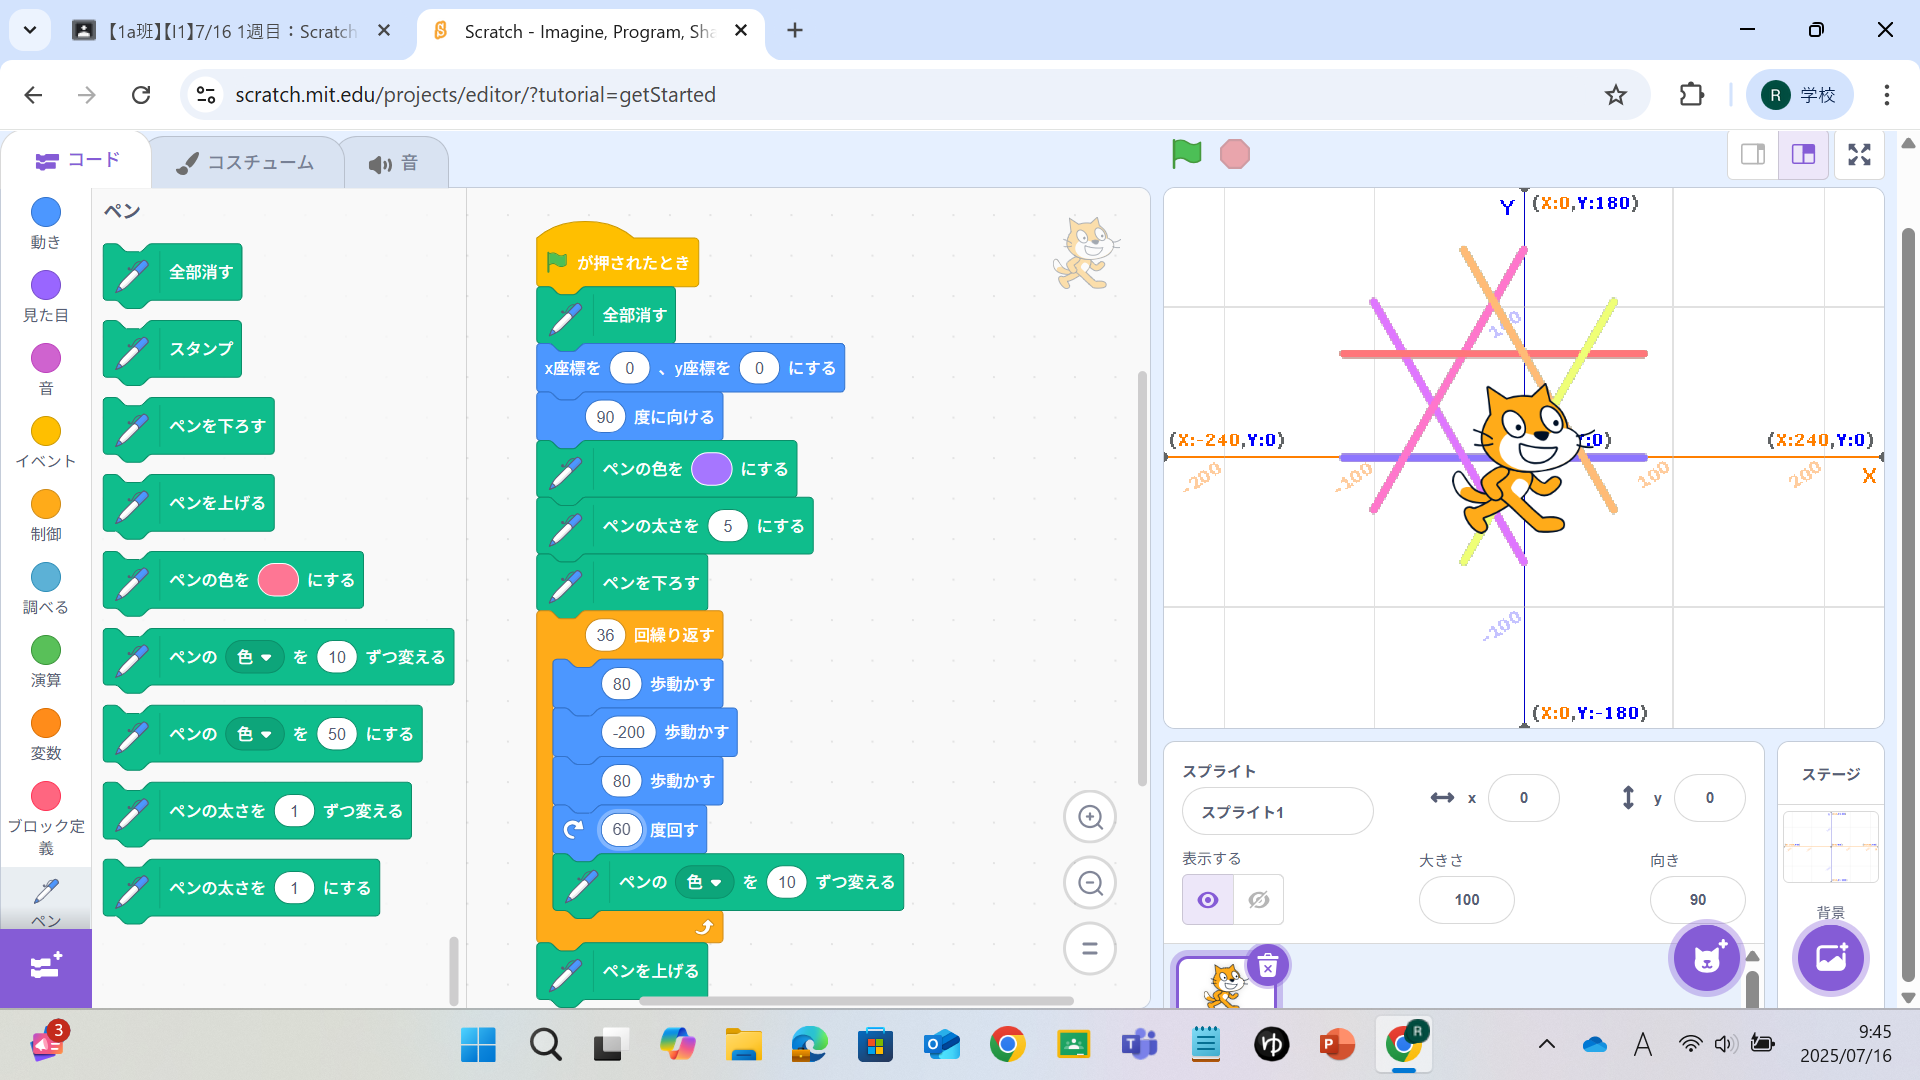 【1a班】【I1】7/16 1週目：Scratch
Scratch - Imagine, Program, Sha
scratch.mit.edu/projects/editor/?tutorial=getStarted
R 学校
コード
コスチューム
音
動き
見た目
音
イベント
制御
調べる
演算
変数
ブロック定
義
ペン
ペン
全部消す
スタンプ
ペンを下ろす
ペンを上げる
ペンの色を にする
ペンの 色 を 10 ずつ変える
ペンの 色 を 50 にする
ペンの太さを 1 ずつ変える
ペンの太さを 1 にする
が押されたとき
全部消す
x座標を 0 、y座標を 0 にする
90 度に向ける
ペンの色を にする
ペンの太さを 5 にする
ペンを下ろす
36 回繰り返す
80 歩動かす
-200 歩動かす
80 歩動かす
60 度回す
ペンの 色 を 10 ずつ変える
ペンを上げる
Y (X:0,Y:180)
100
(X:-240,Y:0) :0) (X:240,Y:0)
-200 -100 100 200 X
-100
(X:0,Y:-180)
スプライト
スプライト1
x 0
y 0
表示する
大きさ
100
向き
90
ステージ
背景
3
R
A
9:45
2025/07/16